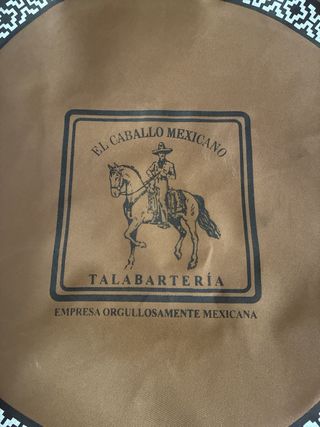 EL CABALLO MEXICANO
TALABARTERÍA
EMPRESA ORGULLOSAMENTE MEXICANA